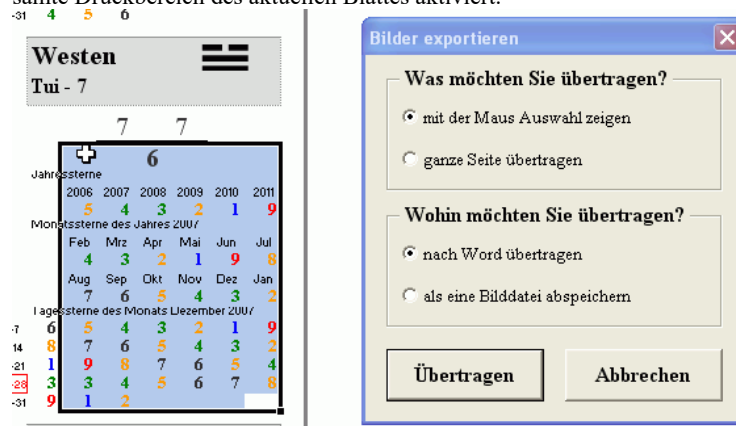 samte Druckbereich des aktuellen Blattes aktiviert.
-31 4 5 6
Westen
Tui - 7
7 7
6
Jahressterne
2006 2007 2008 2009 2010 2011
5 4 3 2 1 9
Monatssterne des Jahres 2007
Feb Mrz Apr Mai Jun Jul
4 3 2 1 9 8
Aug Sep Okt Nov Dez Jan
7 6 5 4 3 2
Tagessterne des Monats Dezember 2007
-7 6 5 4 3 2 1 9
14 8 7 6 5 4 3 2
-21 1 9 8 7 6 5 4
-28 3 3 4 5 6 7 8
-31 9 1 2
Bilder exportieren
Was möchten Sie übertragen?
mit der Maus Auswahl zeigen
ganze Seite übertragen
Wohin möchten Sie übertragen?
nach Word übertragen
als eine Bilddatei abspeichern
Übertragen Abbrechen